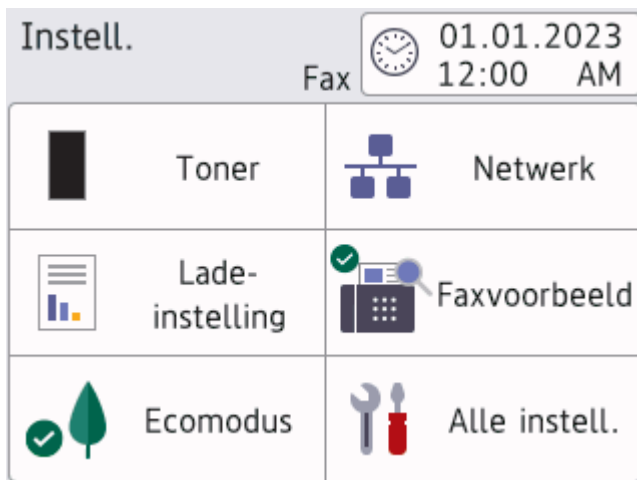 Instell.
Fax
01.01.2023
12:00 AM
Toner
Netwerk
Lade-
instelling
Faxvoorbeeld
Ecomodus
Alle instell.